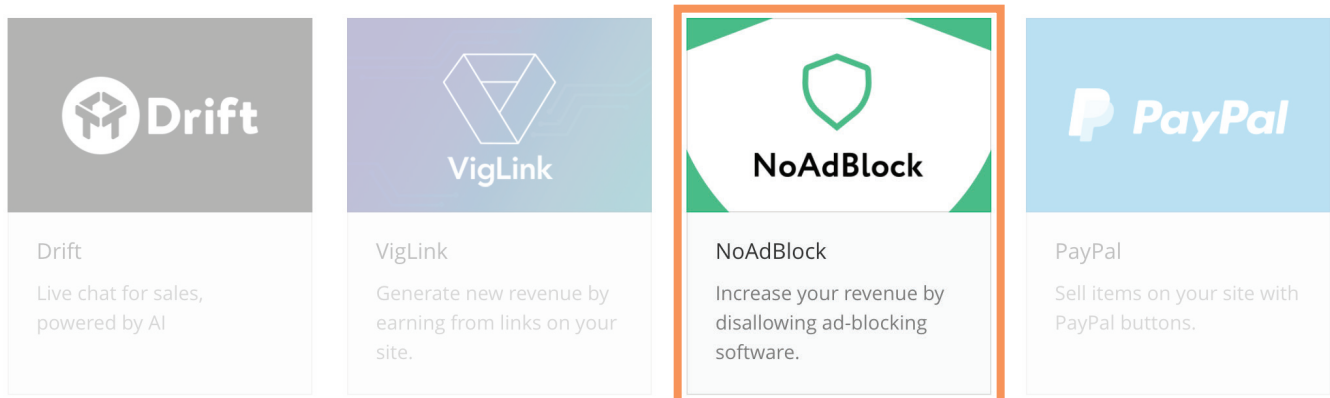 Drift
VigLink
NoAdBlock
PayPal
Drift
Live chat for sales,
powered by AI
VigLink
Generate new revenue by
earning from links on your
site.
NoAdBlock
Increase your revenue by
disallowing ad-blocking
software.
PayPal
Sell items on your site with
PayPal buttons.